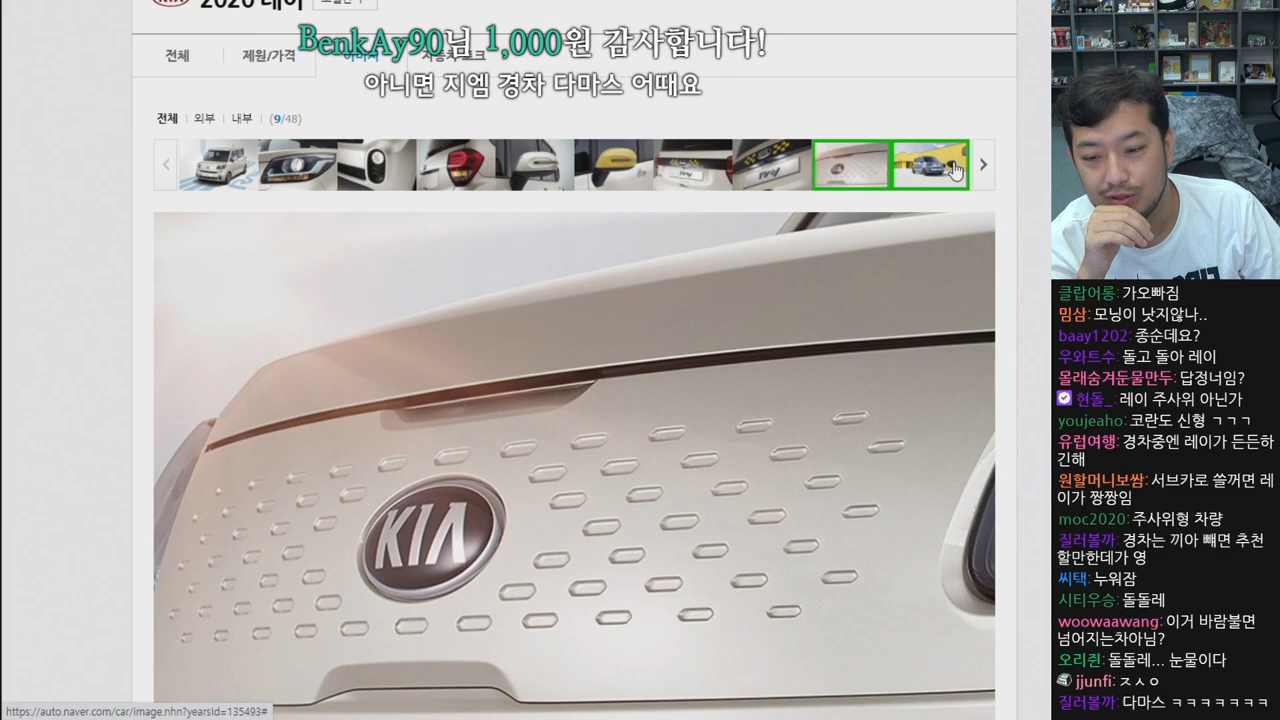 2020 레이
BenkAy90님 1,000원 감사합니다!
아니면 지엠 경차 다마스 어때요
전체
제원/가격
전체
외부
내부
(9/48)
KIA
클랍어롱: 가오빠짐
밈삼: 모닝이 낫지않나..
baay1202: 종순데요?
우와트수: 돌고 돌아 레이
몰래숨겨둔물만두: 답정너임?
현돌_: 레이 주사위 아닌가
youjeaho: 코란도 신형 ㄱㄱㄱ
유럽여행: 경차중엔 레이가 든든하
긴해
원할머니보쌈: 서브카로 쓸꺼면 레
이가 짱짱임
moc2020: 주사위형 차량
질러볼까: 경차는 끼아 빼면 추천
할만한데가 영
씨택: 누워잠
시티우승: 돌돌레
woowaawang: 이거 바람불면
넘어지는차아님?
오리쥔: 돌돌레... 눈물이다
jjunfi: ㅈㅅㅇ
질러볼까: 다마스 ㅋㅋㅋㅋㅋㅋㅋ
https://auto.naver.com/car/image.nhn?yearsId=135493#